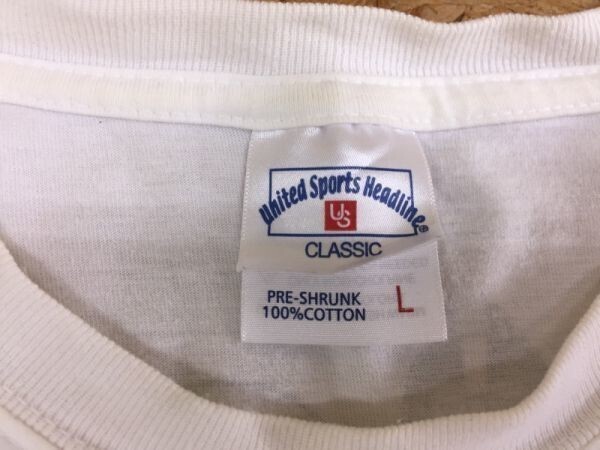 United Sports Headline®
US
CLASSIC
PRE-SHRUNK
100%COTTON
L